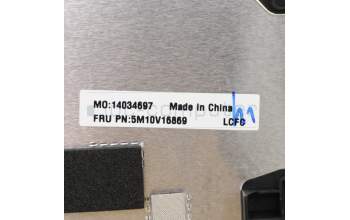 MO:14034697 Made in China
FRU PN:5M10V16869 LCFC